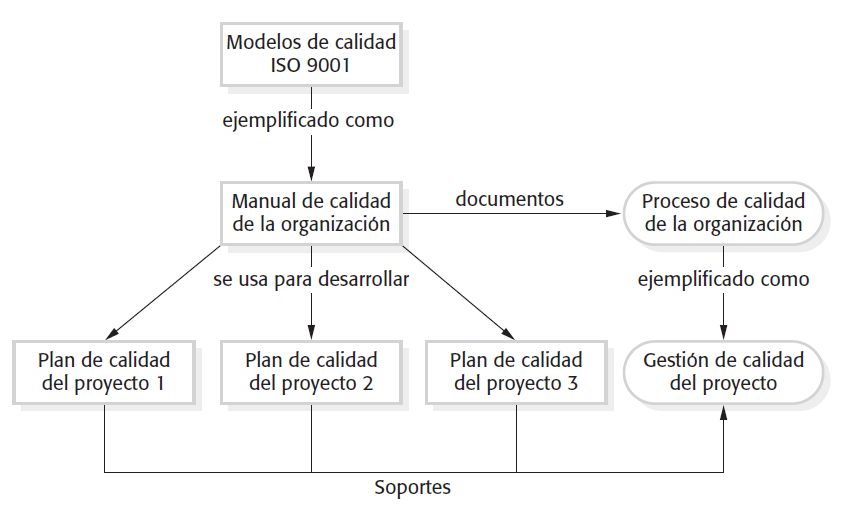 Modelos de calidad
ISO 9001
ejemplificado como
Manual de calidad
de la organización
documentos
Proceso de calidad
de la organización
se usa para desarrollar
ejemplificado como
Plan de calidad
del proyecto 1
Plan de calidad
del proyecto 2
Plan de calidad
del proyecto 3
Gestión de calidad
del proyecto
Soportes